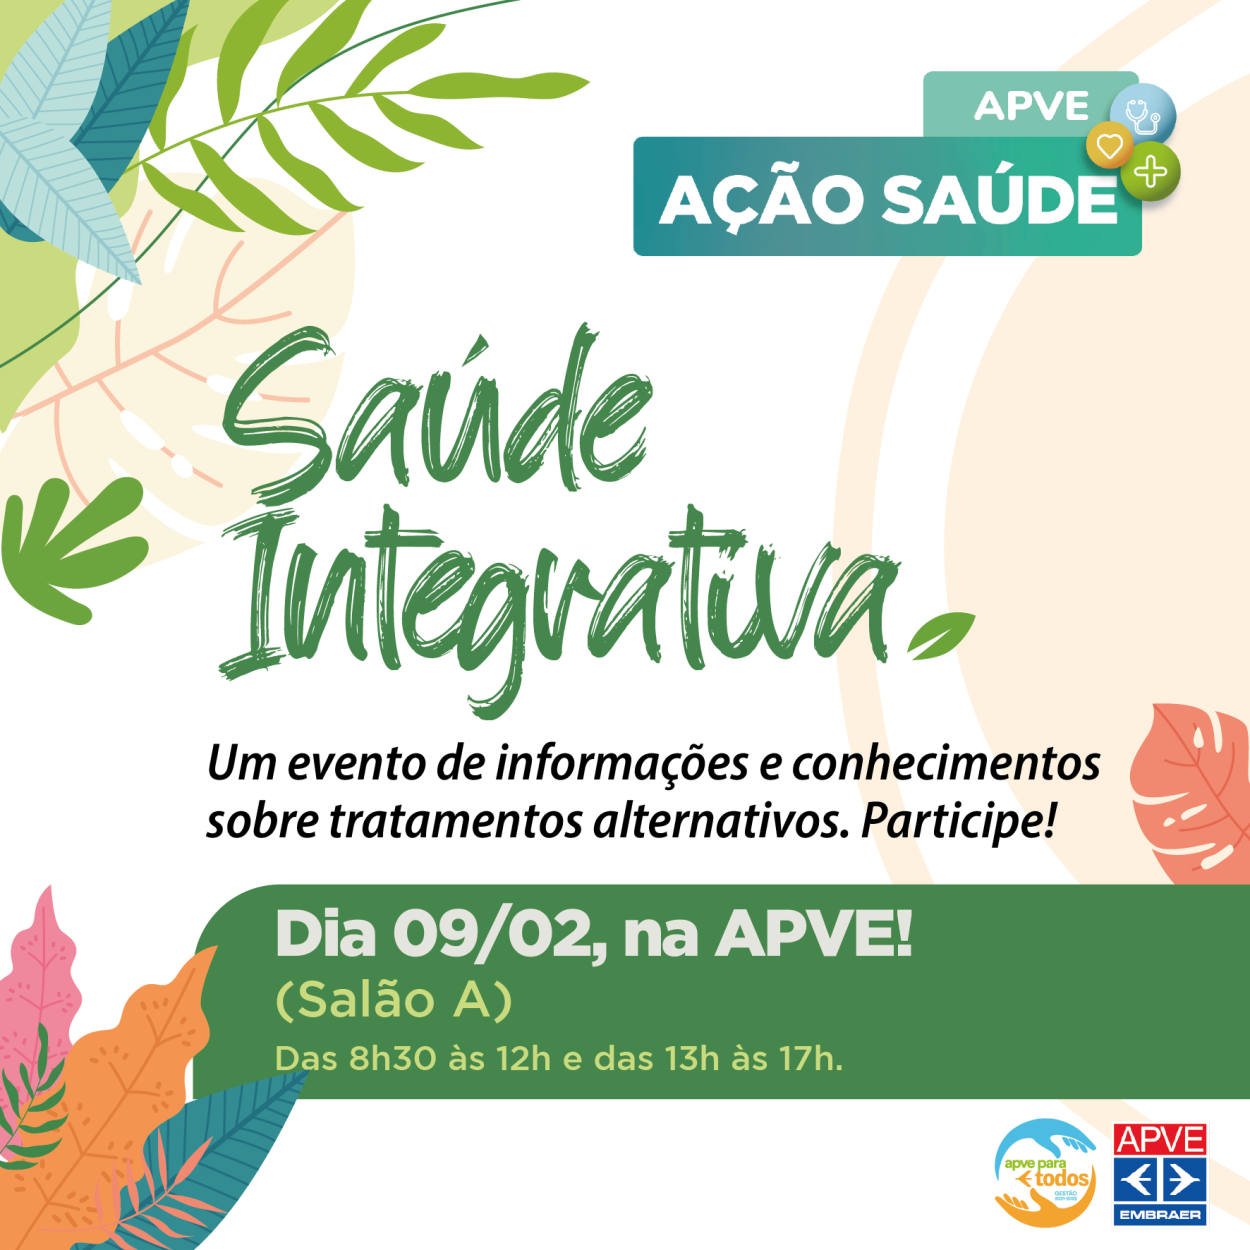 APVE
AÇÃO SAÚDE
Saúde
Integrativa
Um evento de informações e conhecimentos
sobre tratamentos alternativos. Participe!
Dia 09/02, na APVE!
(Salão A)
Das 8h30 às 12h e das 13h às 17h.
apve para
todos
GESTÃO
APVE
EMBRAER